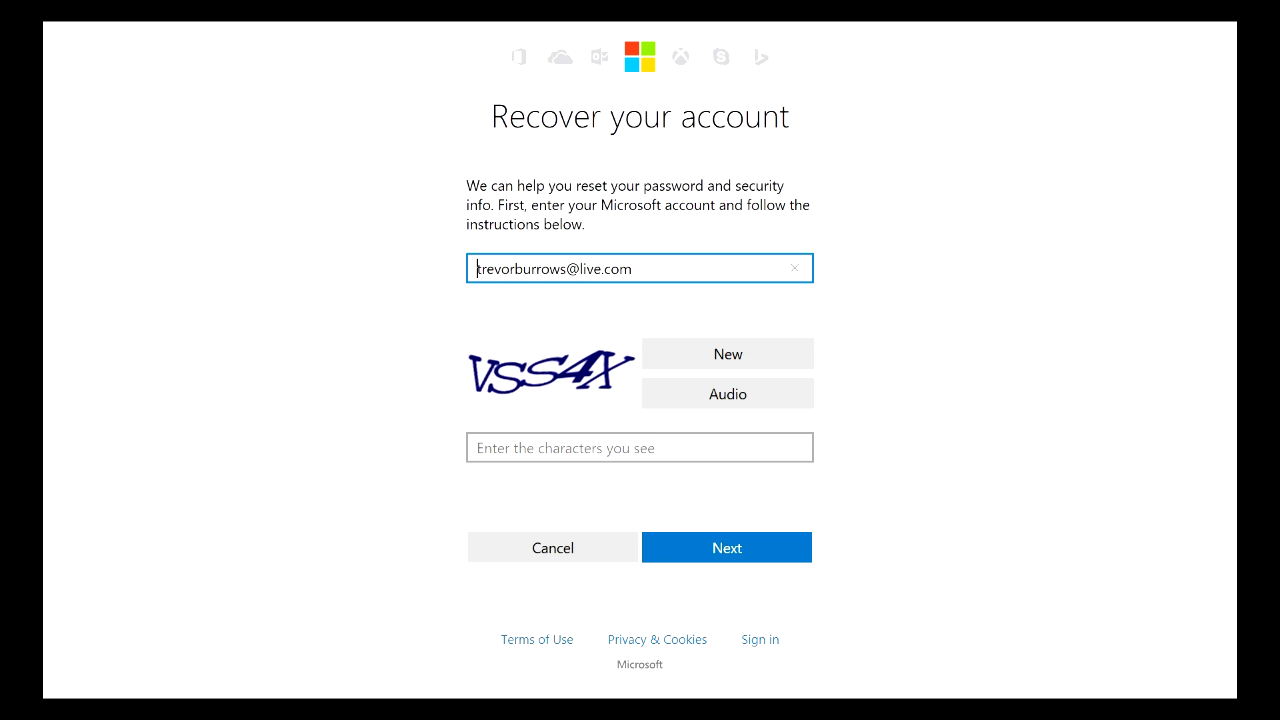 Recover your account
We can help you reset your password and security
info. First, enter your Microsoft account and follow the
instructions below.
trevorburrows@live.com
VSS4X
New
Audio
Enter the characters you see
Cancel
Next
Terms of Use
Privacy & Cookies
Sign in
Microsoft